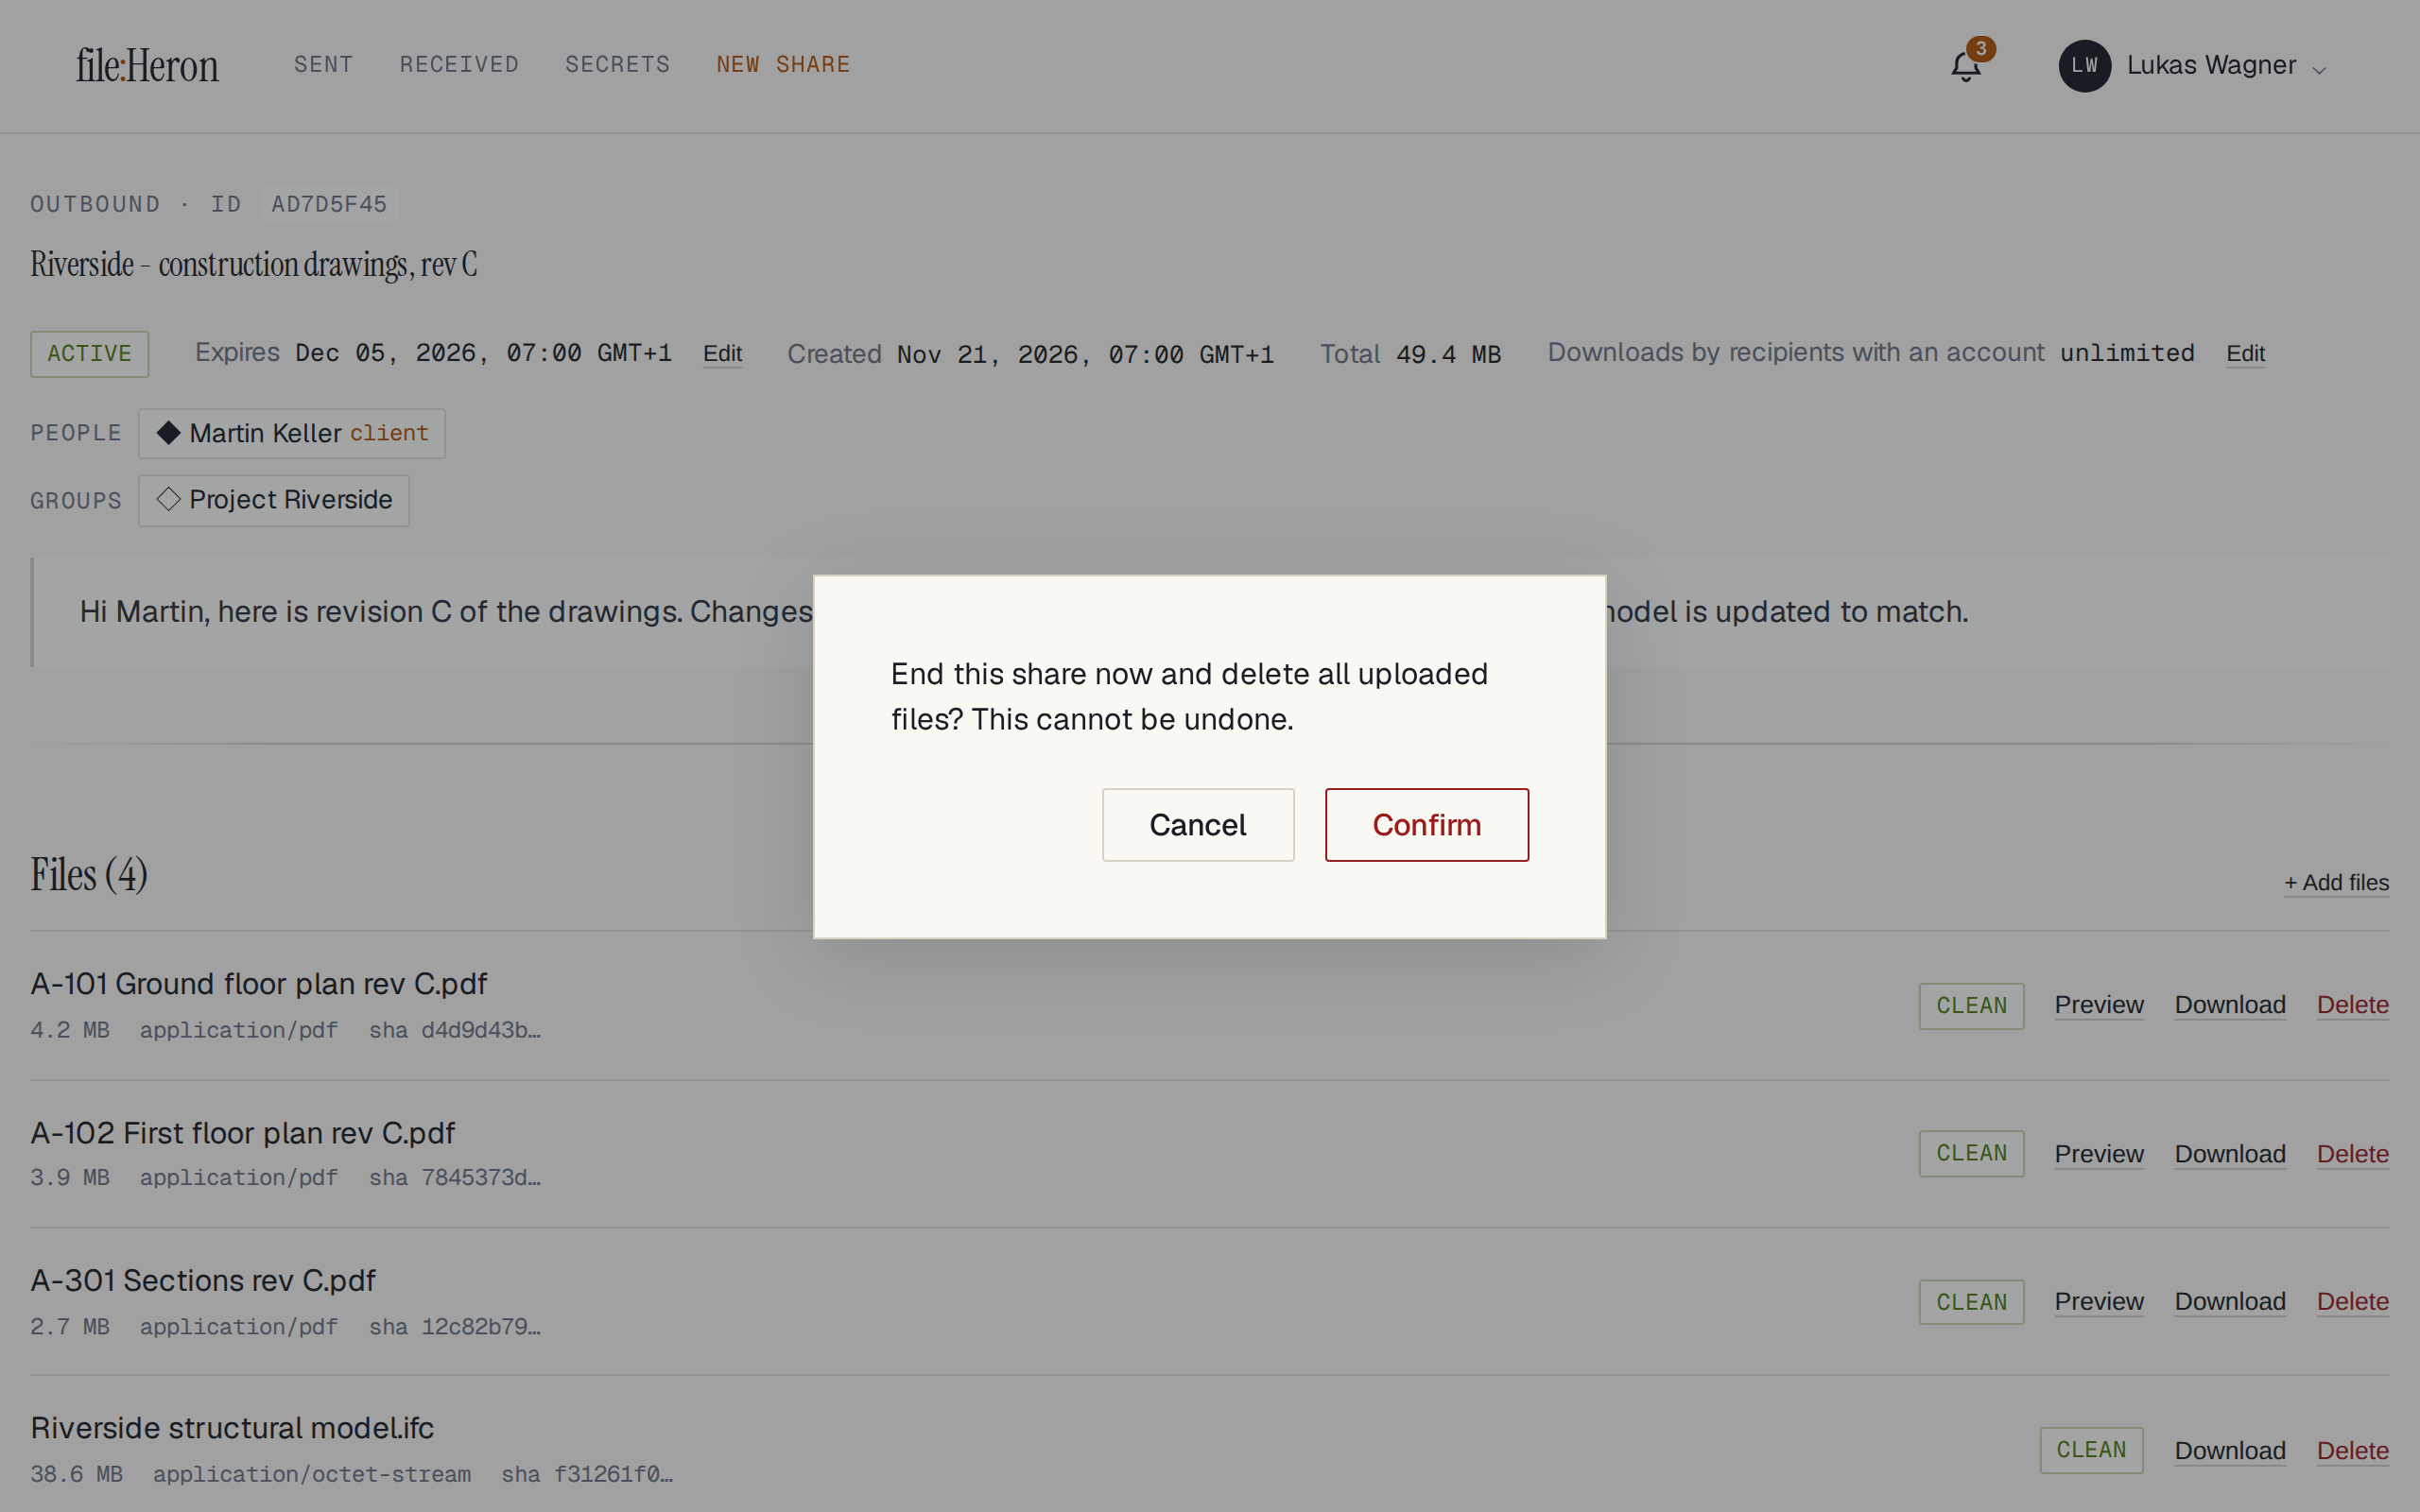 file:Heron SENT RECEIVED SECRETS NEW SHARE 3 LW Lukas Wagner
OUTBOUND · ID AD7D5F45
Riverside - construction drawings, rev C
ACTIVE Expires Dec 05, 2026, 07:00 GMT+1 Edit Created Nov 21, 2026, 07:00 GMT+1 Total 49.4 MB Downloads by recipients with an account unlimited Edit
PEOPLE Martin Keller client
GROUPS Project Riverside
Hi Martin, here is revision C of the drawings. Changes model is updated to match.
End this share now and delete all uploaded
files? This cannot be undone.
Cancel Confirm
Files (4) + Add files
A-101 Ground floor plan rev C.pdf
4.2 MB application/pdf sha d4d9d43b…
CLEAN Preview Download Delete
A-102 First floor plan rev C.pdf
3.9 MB application/pdf sha 7845373d…
CLEAN Preview Download Delete
A-301 Sections rev C.pdf
2.7 MB application/pdf sha 12c82b79…
CLEAN Preview Download Delete
Riverside structural model.ifc
38.6 MB application/octet-stream sha f31261f0…
CLEAN Download Delete